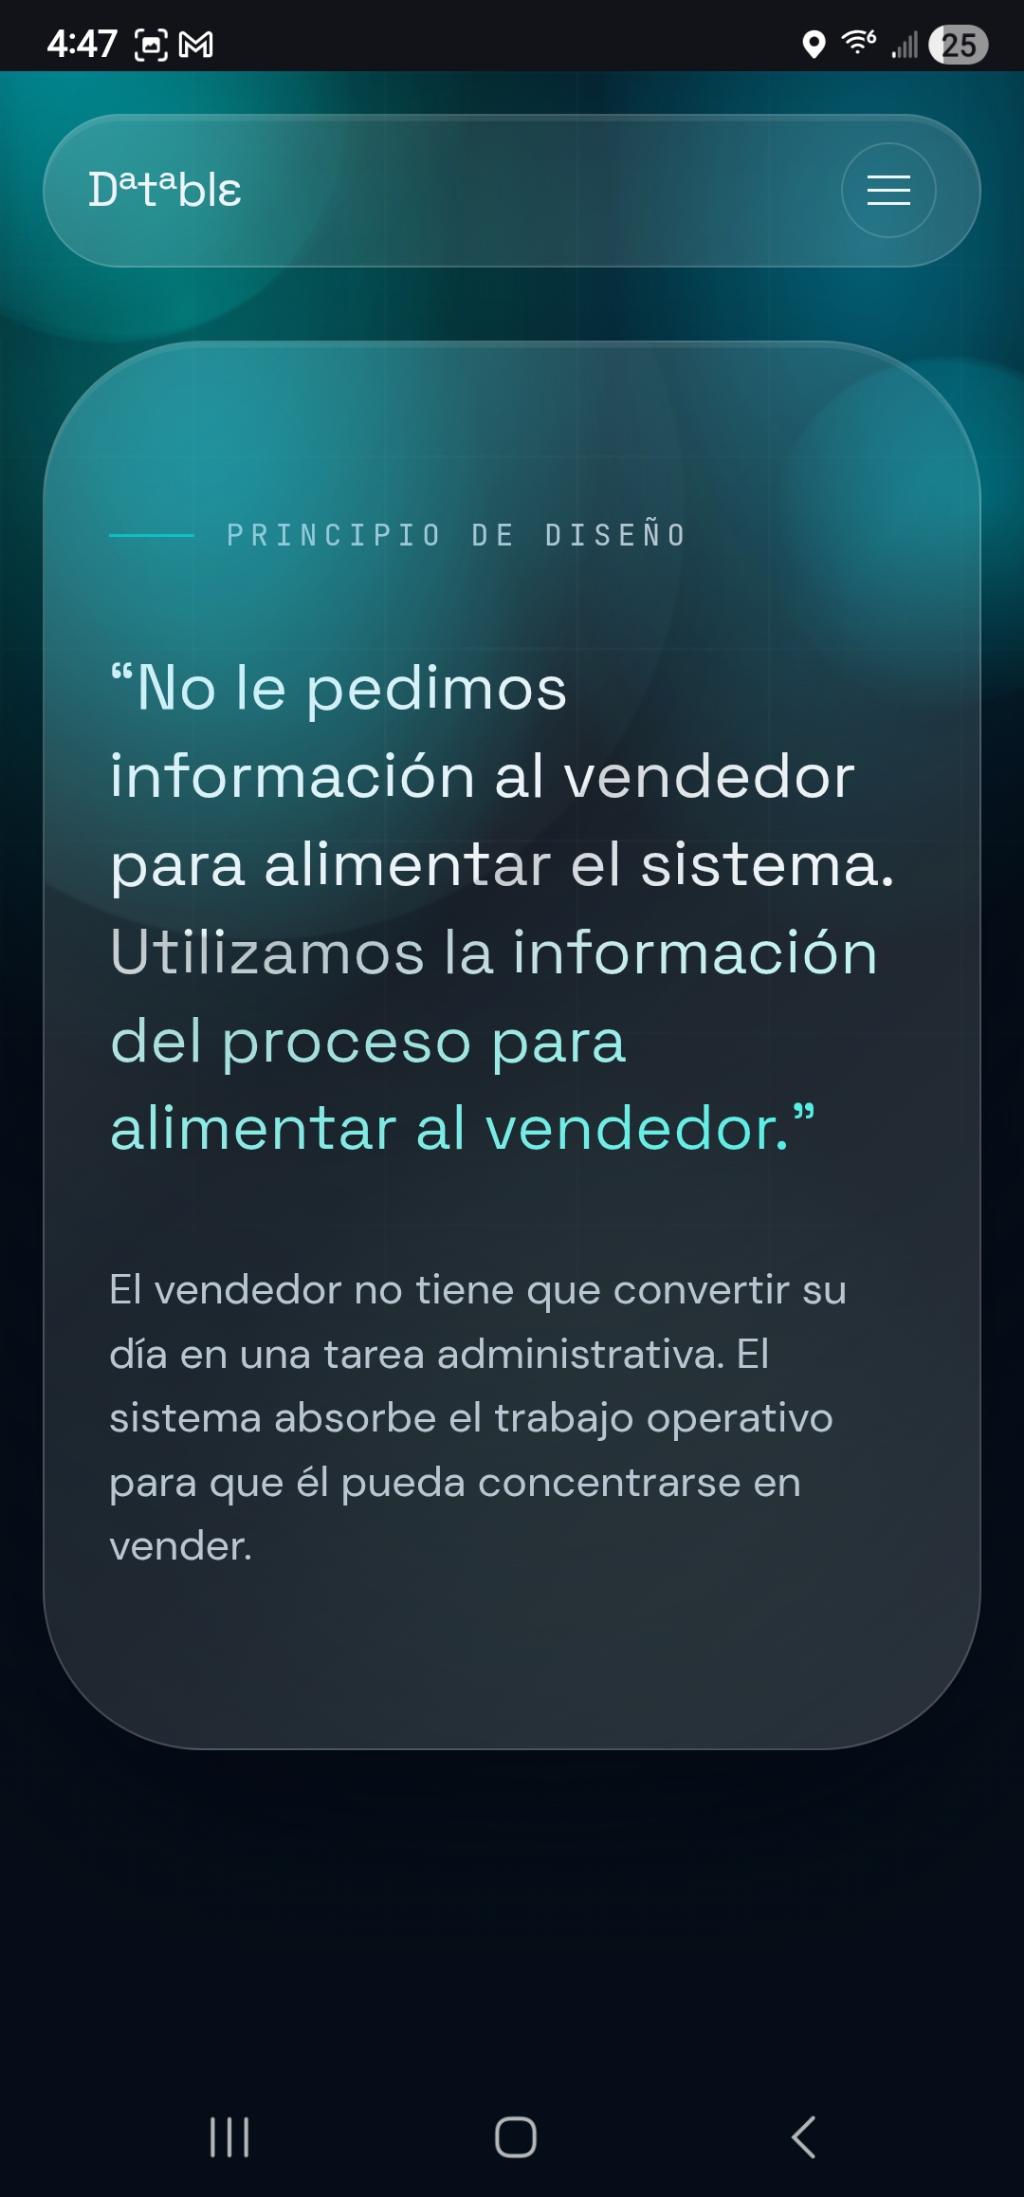 4:47
6
25
Dᵃtᵃblɛ
PRINCIPIO DE DISEÑO
“No le pedimos
información al vendedor
para alimentar el sistema.
Utilizamos la información
del proceso para
alimentar al vendedor.”
El vendedor no tiene que convertir su
día en una tarea administrativa. El
sistema absorbe el trabajo operativo
para que él pueda concentrarse en
vender.